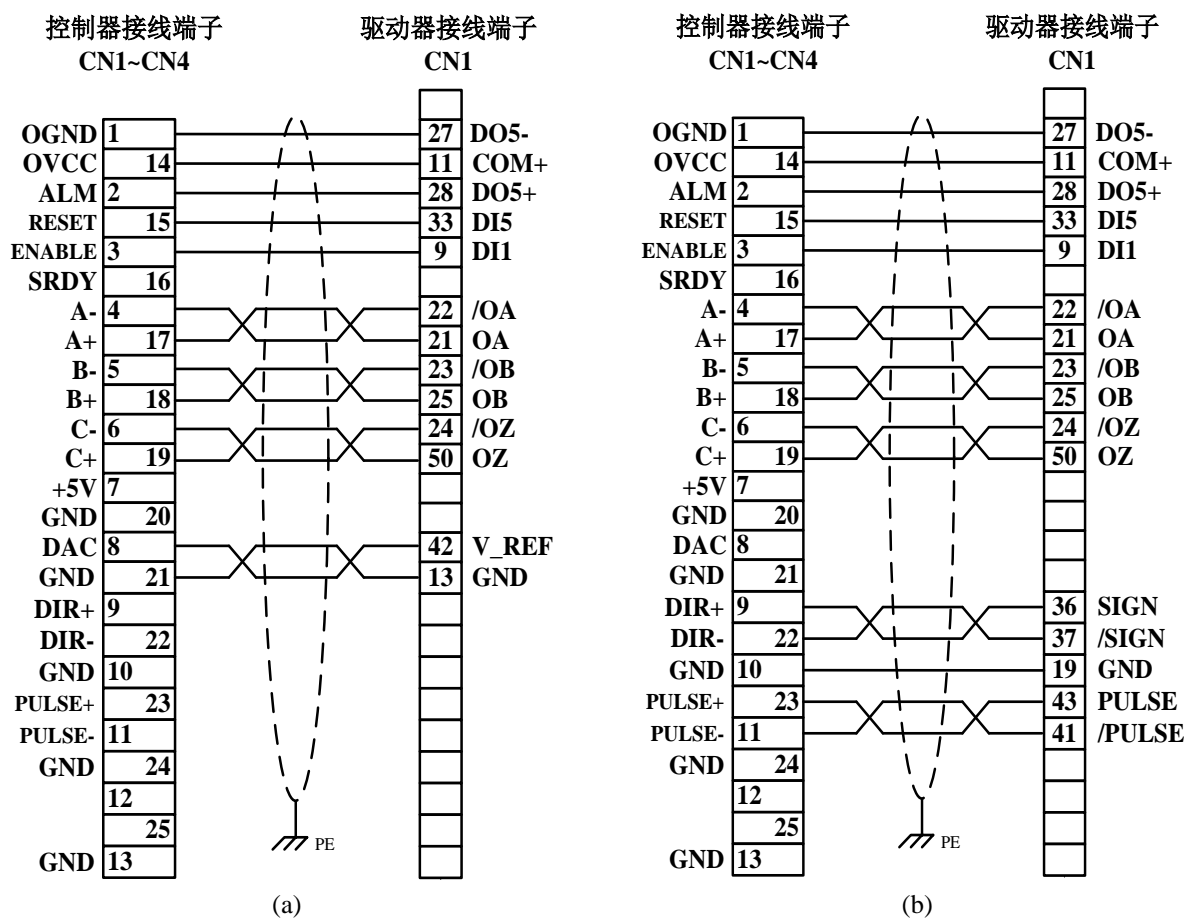 控制器接线端子 驱动器接线端子
CN1~CN4 CN1
OGND 1 27 DO5-
OVCC 14 11 COM+
ALM 2 28 DO5+
RESET 15 33 DI5
ENABLE 3 9 DI1
SRDY 16
A- 4 22 /OA
A+ 17 21 OA
B- 5 23 /OB
B+ 18 25 OB
C- 6 24 /OZ
C+ 19 50 OZ
+5V 7
GND 20
DAC 8 42 V_REF
GND 21 13 GND
DIR+ 9
DIR- 22
GND 10
PULSE+ 23
PULSE- 11
GND 24
12
25
GND 13
PE
(a)
控制器接线端子 驱动器接线端子
CN1~CN4 CN1
OGND 1 27 DO5-
OVCC 14 11 COM+
ALM 2 28 DO5+
RESET 15 33 DI5
ENABLE 3 9 DI1
SRDY 16
A- 4 22 /OA
A+ 17 21 OA
B- 5 23 /OB
B+ 18 25 OB
C- 6 24 /OZ
C+ 19 50 OZ
+5V 7
GND 20
DAC 8
GND 21
DIR+ 9 36 SIGN
DIR- 22 37 /SIGN
GND 10 19 GND
PULSE+ 23 43 PULSE
PULSE- 11 41 /PULSE
GND 24
12
25
GND 13
PE
(b)